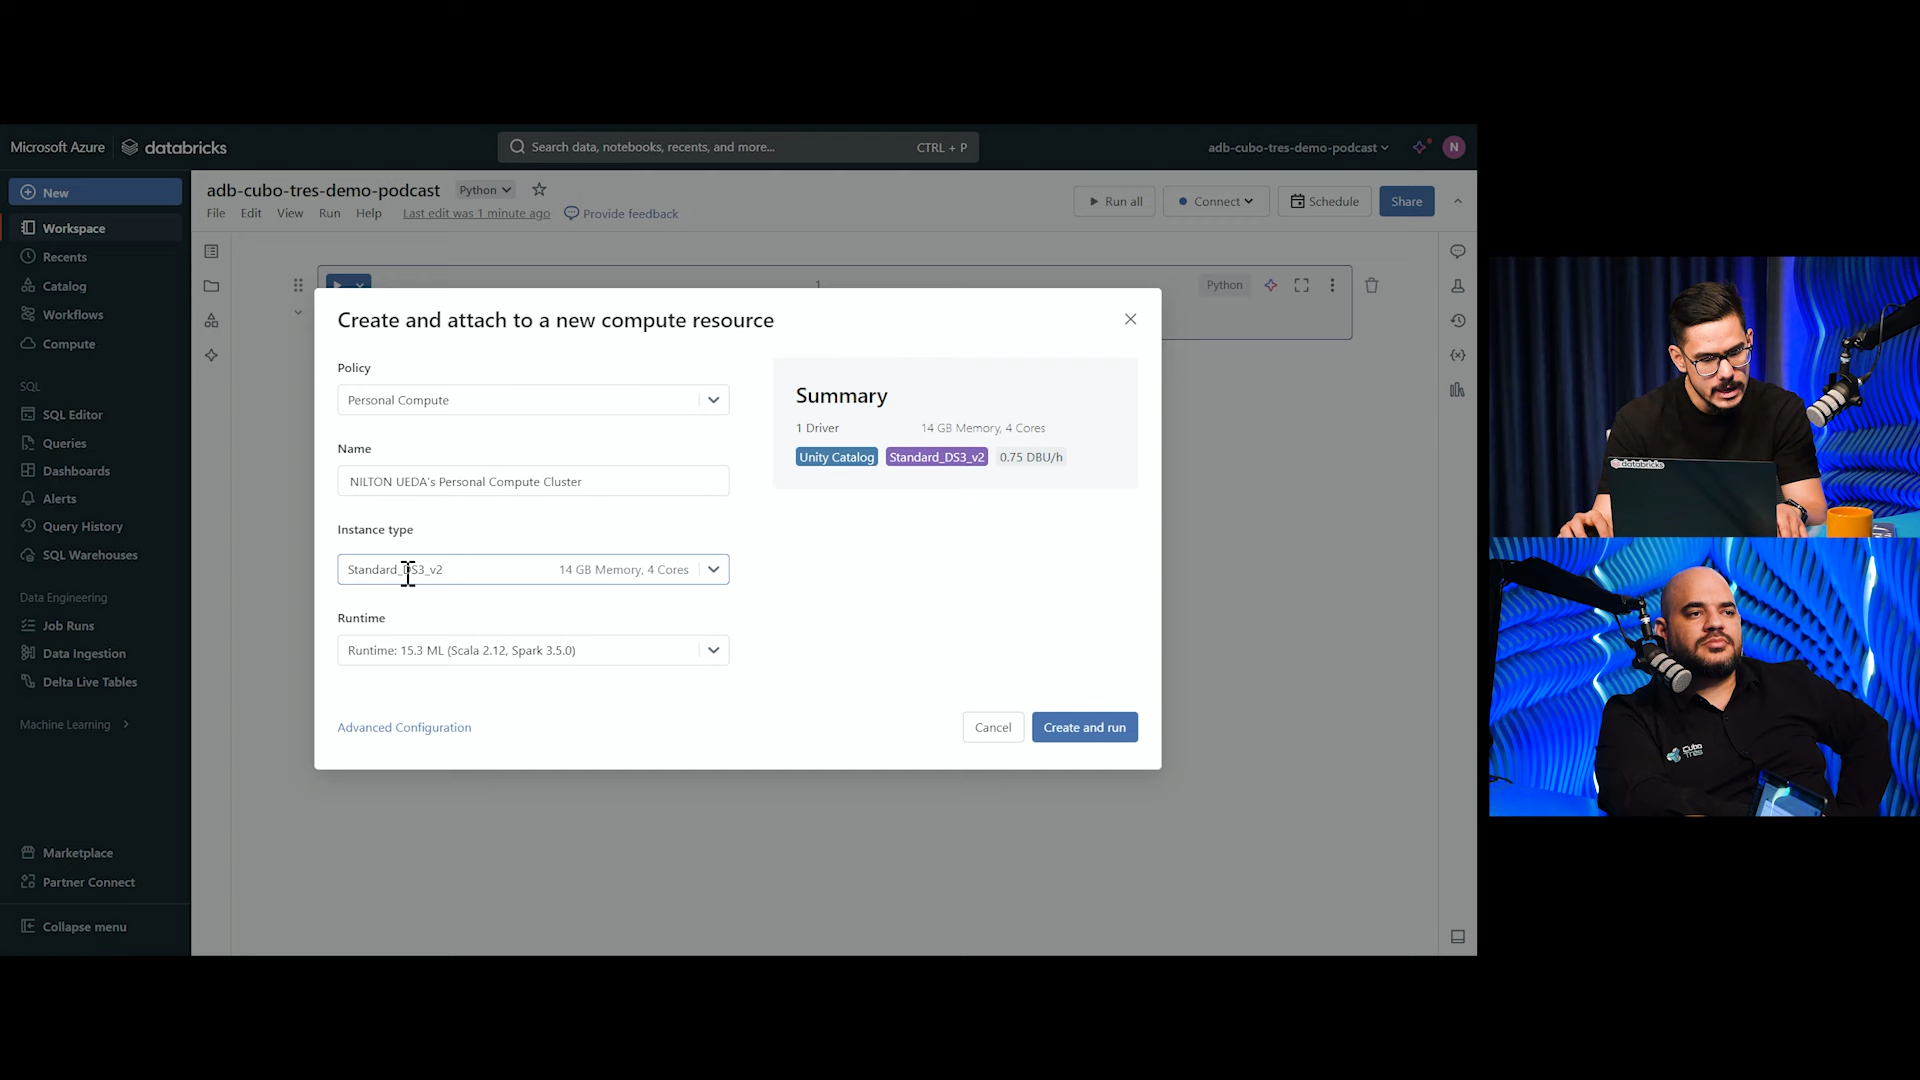 Microsoft Azure
databricks
Search data, notebooks, recents, and more...
CTRL + P
adb-cubo-tres-demo-podcast
N
New
Workspace
Recents
Catalog
Workflows
Compute
SQL
SQL Editor
Queries
Dashboards
Alerts
Query History
SQL Warehouses
Data Engineering
Job Runs
Data Ingestion
Delta Live Tables
Machine Learning
Marketplace
Partner Connect
Collapse menu
adb-cubo-tres-demo-podcast
Python
File
Edit
View
Run
Help
Last edit was 1 minute ago
Provide feedback
Run all
Connect
Schedule
Share
1
Python
Create and attach to a new compute resource
Policy
Personal Compute
Name
NILTON UEDA's Personal Compute Cluster
Instance type
Standard_DS3_v2
14 GB Memory, 4 Cores
Runtime
Runtime: 15.3 ML (Scala 2.12, Spark 3.5.0)
Advanced Configuration
Cancel
Create and run
Summary
1 Driver
14 GB Memory, 4 Cores
Unity Catalog
Standard_DS3_v2
0.75 DBU/h
databricks
Cubo
Três